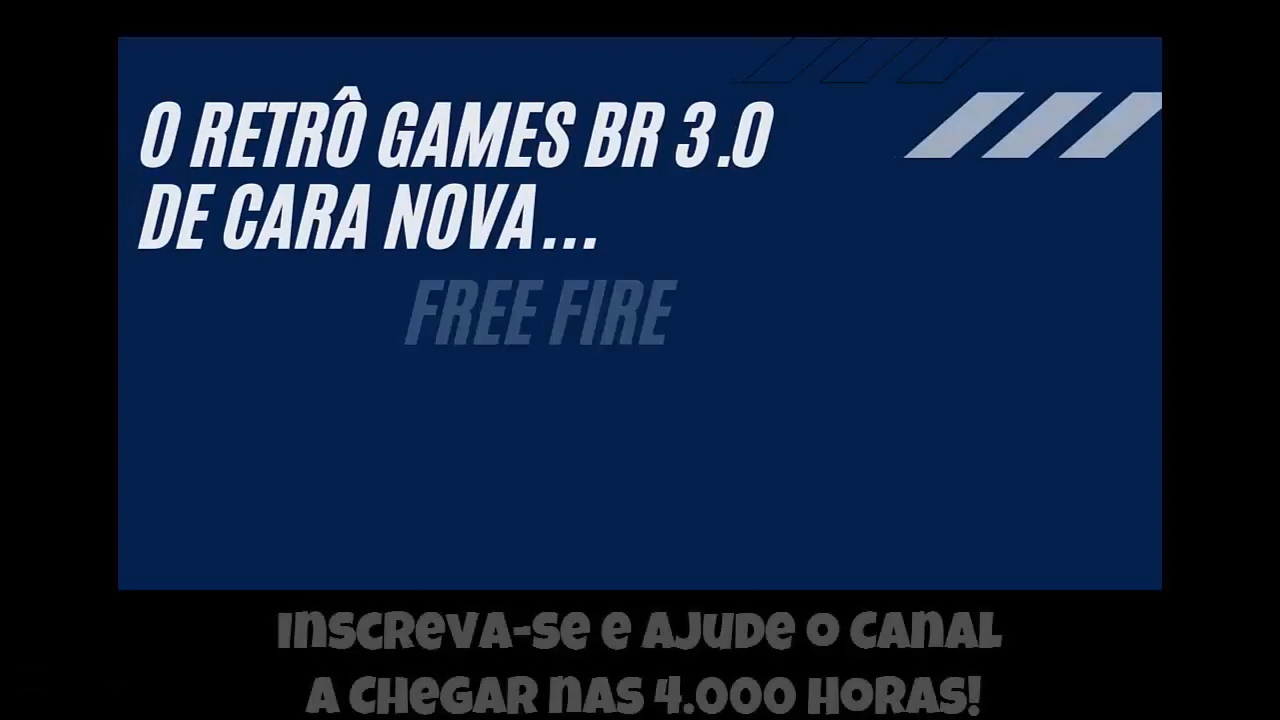 O RETRÔ GAMES BR 3.0
DE CARA NOVA...
FREE FIRE
INSCREVA-SE E AJUDE O CANAL
A CHEGAR NAS 4.000 HORAS!